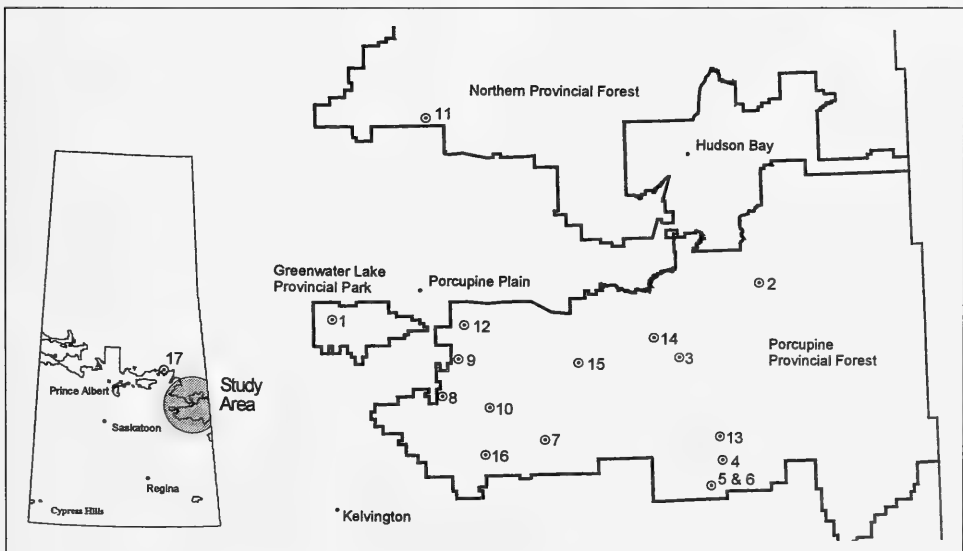 Northern Provincial Forest
11
Hudson Bay
Greenwater Lake
Provincial Park
Porcupine Plain
2
1
12
14
17
9
15
3
Porcupine
Provincial Forest
Prince Albert
Study
Area
8
10
Saskatoon
7
13
16
4
5 & 6
Regina
Cypress Hills
Kelvington